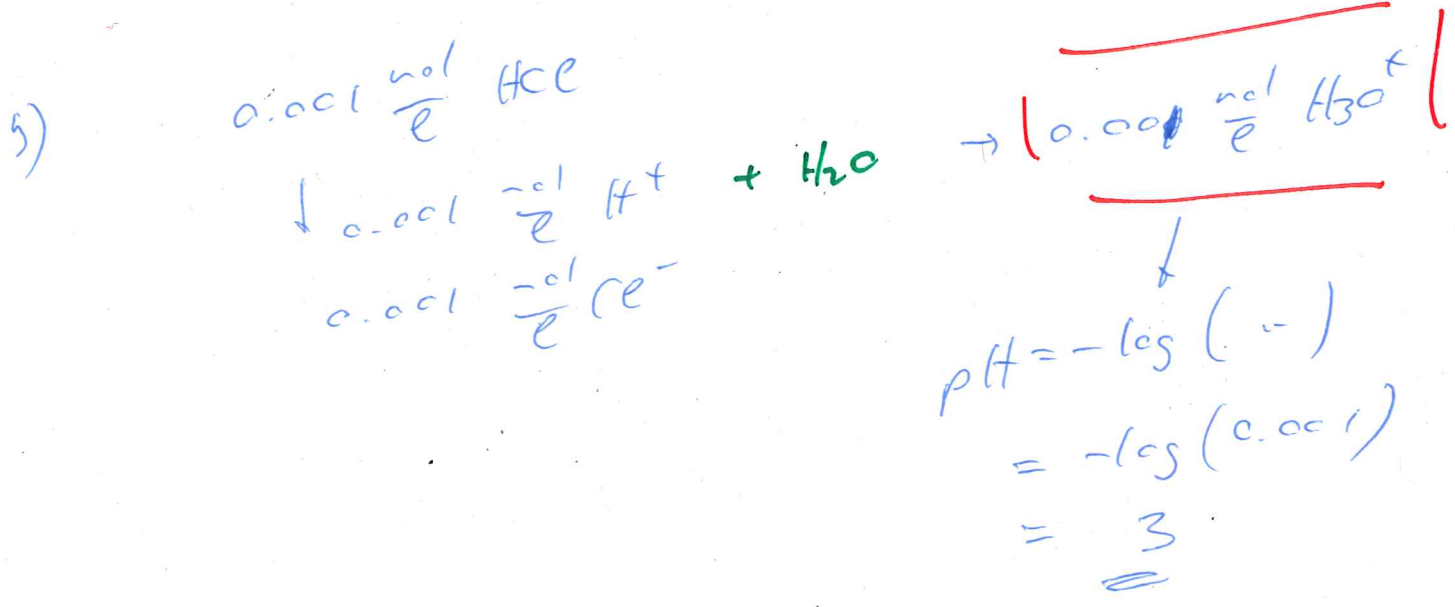 5) 0.001 mol/l HCl
↓ 0.001 mol/l H⁺ + H₂O → 0.001 mol/l H₃O⁺
0.001 mol/l Cl⁻
↓
pH = -log ( .. )
= -log (0.001)
= 3